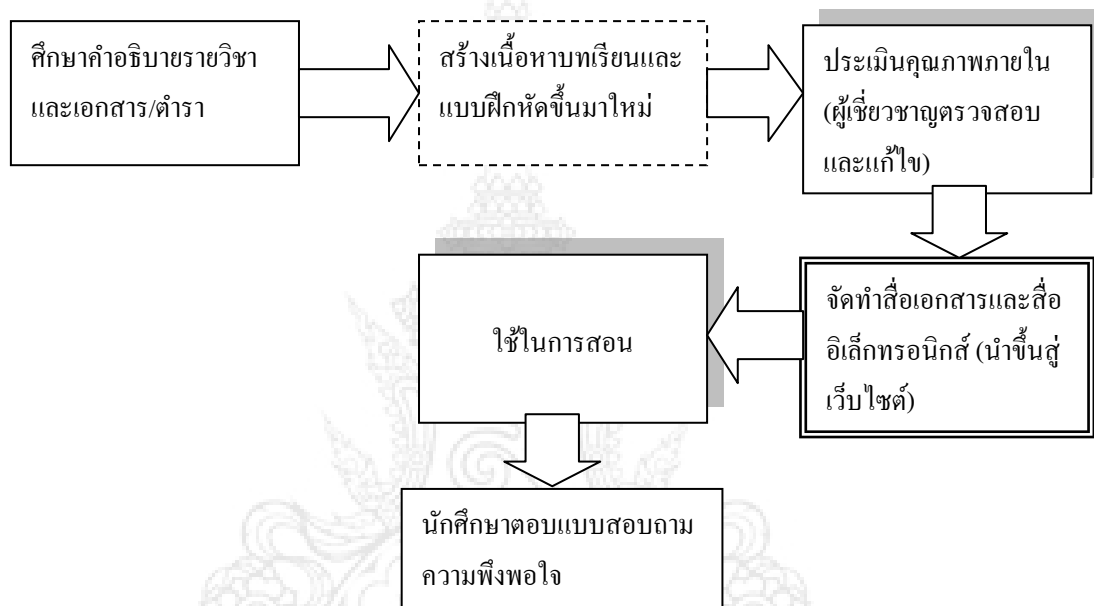 ศึกษาคำอธิบายรายวิชา
และเอกสาร/ตำรา
สร้างเนื้อหาบทเรียนและ
แบบฝึกหัดขึ้นมาใหม่
ประเมินคุณภาพภายใน
(ผู้เชี่ยวชาญตรวจสอบ
และแก้ไข)
จัดทำสื่อเอกสารและสื่อ
อิเล็กทรอนิกส์ (นำขึ้นสู่
เว็บไซต์)
ใช้ในการสอน
นักศึกษาตอบแบบสอบถาม
ความพึงพอใจ